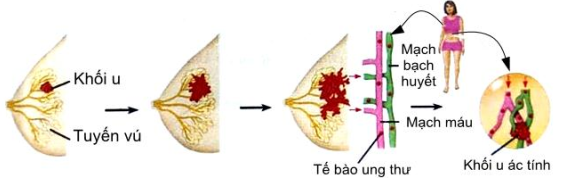 Khối u
Tuyến vú
Mạch
bạch
huyết
Mạch máu
Tế bào ung thư
Khối u ác tính